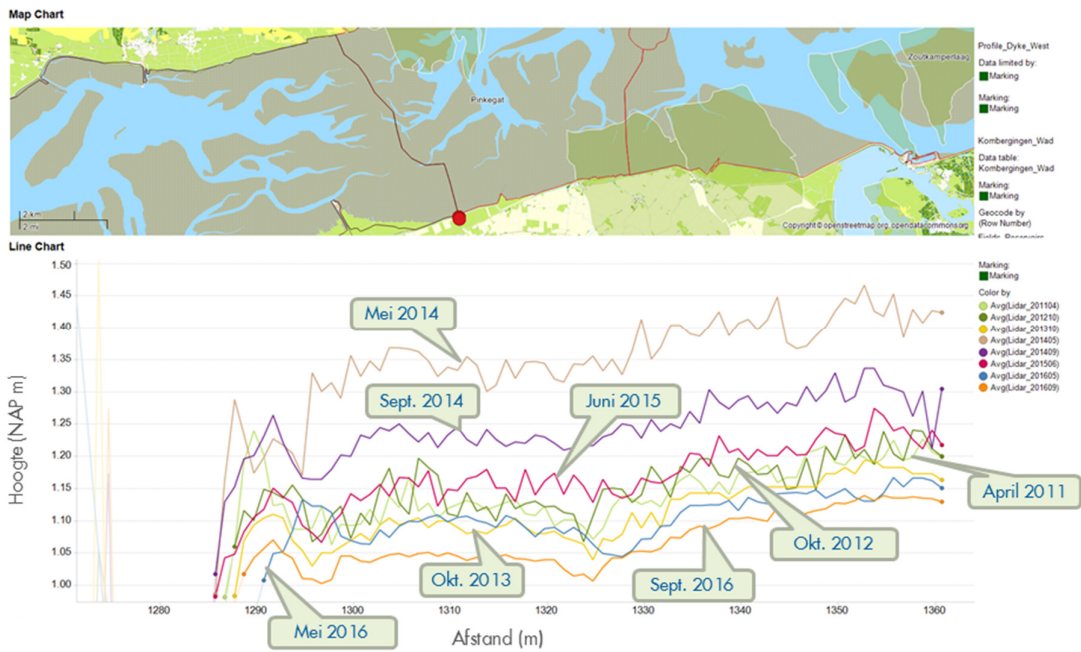 Map Chart
Pinkegat
Zoutkamperlaag
2 km
2 mi
Copyright © openstreetmap.org, opendatacommons.org
Profile_Dyke_West
Data limited by:
Marking
Marking:
Marking
Kombergingen_Wad
Data table:
Kombergingen_Wad
Marking:
Marking
Geocode by
(Row Number)
Line Chart
Hoogte (NAP m)
1.50
1.45
1.40
1.35
1.30
1.25
1.20
1.15
1.10
1.05
1.00
Mei 2014
Sept. 2014
Juni 2015
April 2011
Okt. 2012
Okt. 2013
Sept. 2016
Mei 2016
1280
1290
1300
1310
1320
1330
1340
1350
1360
Afstand (m)
Marking:
Marking
Color by
Avg(Lidar_201104)
Avg(Lidar_201210)
Avg(Lidar_201310)
Avg(Lidar_201405)
Avg(Lidar_201409)
Avg(Lidar_201506)
Avg(Lidar_201605)
Avg(Lidar_201609)